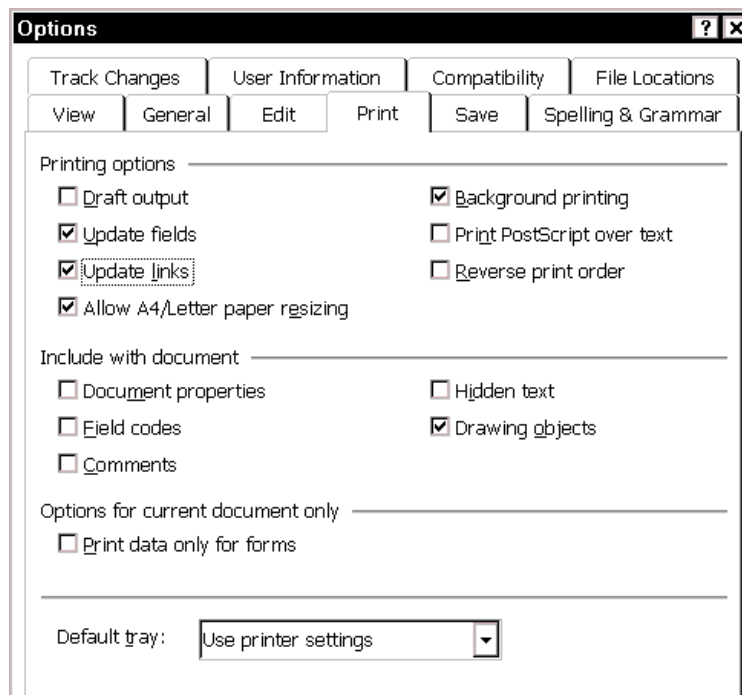 Options ?
Track Changes User Information Compatibility File Locations
View General Edit Print Save Spelling & Grammar
Printing options
Draft output Background printing
Update fields Print PostScript over text
Update links Reverse print order
Allow A4/Letter paper resizing
Include with document
Document properties Hidden text
Field codes Drawing objects
Comments
Options for current document only
Print data only for forms
Default tray: Use printer settings